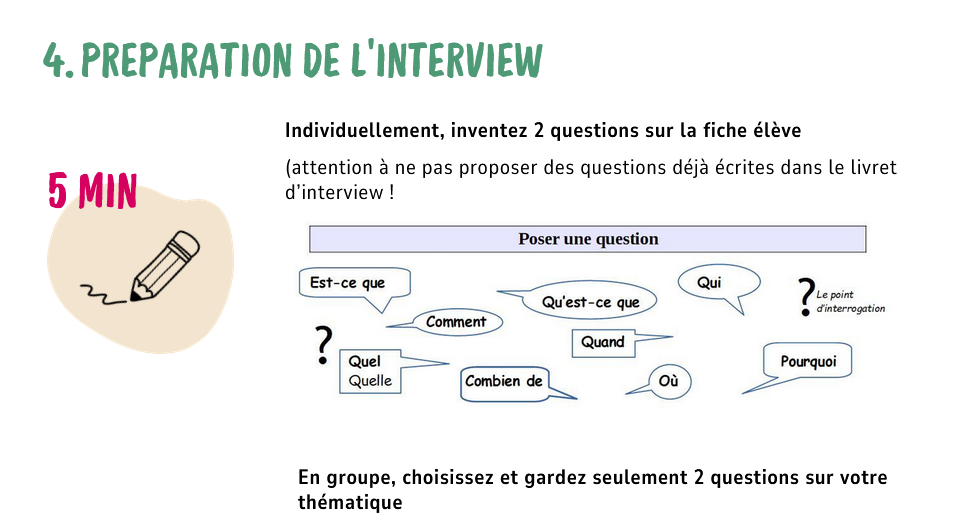 4. PREPARATION DE L'INTERVIEW
Individuellement, inventez 2 questions sur la fiche élève
(attention à ne pas proposer des questions déjà écrites dans le livret
d'interview !
5 MIN
Poser une question
Est-ce que
Qu'est-ce que
Qui
?
Le point
d'interrogation
Comment
?
Quand
Quel
Quelle
Combien de
Où
Pourquoi
En groupe, choisissez et gardez seulement 2 questions sur votre
thématique